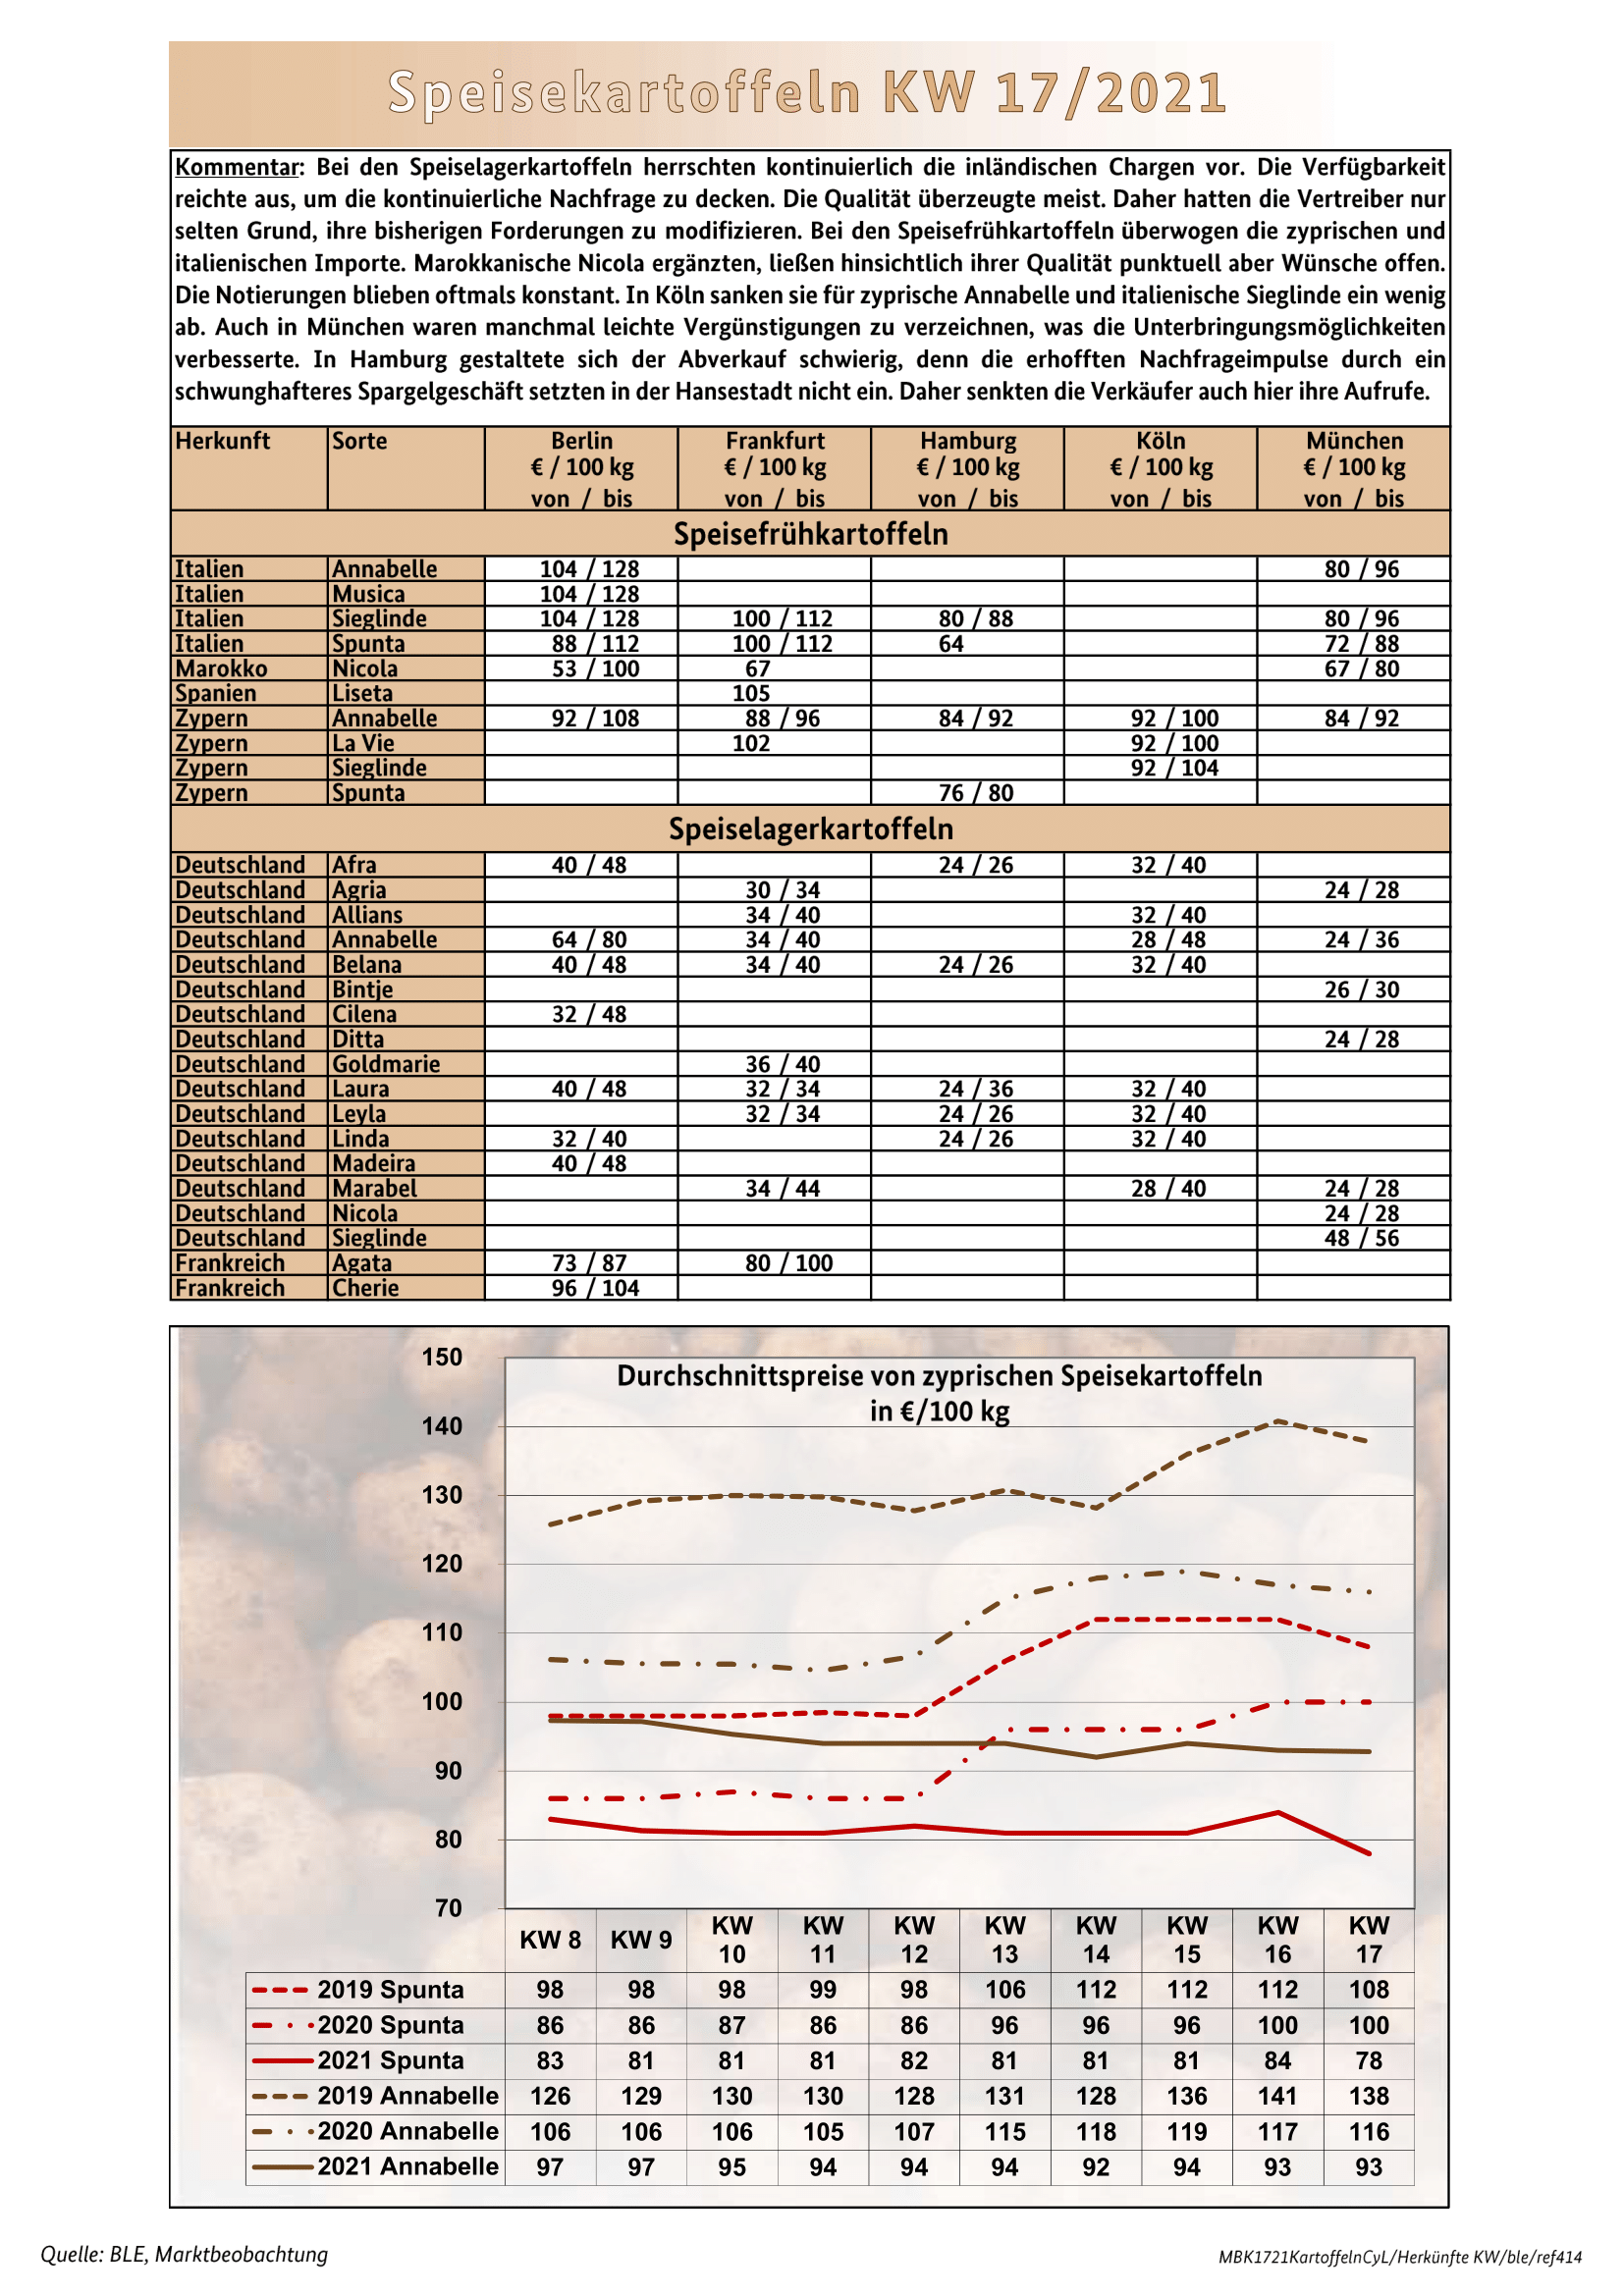 Speisekartoffeln KW 17/2021
Kommentar: Bei den Speiselagerkartoffeln herrschten kontinuierlich die inländischen Chargen vor. Die Verfügbarkeit
reichte aus, um die kontinuierliche Nachfrage zu decken. Die Qualität überzeugte meist. Daher hatten die Vertreiber nur
selten Grund, ihre bisherigen Forderungen zu modifizieren. Bei den Speisefrühkartoffeln überwogen die zyprischen und
italienischen Importe. Marokkanische Nicola ergänzten, ließen hinsichtlich ihrer Qualität punktuell aber Wünsche offen.
Die Notierungen blieben oftmals konstant. In Köln sanken sie für zyprische Annabelle und italienische Sieglinde ein wenig
ab. Auch in München waren manchmal leichte Vergünstigungen zu verzeichnen, was die Unterbringungsmöglichkeiten
verbesserte. In Hamburg gestaltete sich der Abverkauf schwierig, denn die erhofften Nachfrageimpulse durch ein
schwunghafteres Spargelgeschäft setzten in der Hansestadt nicht ein. Daher senkten die Verkäufer auch hier ihre Aufrufe.
Herkunft Sorte Berlin Frankfurt Hamburg Köln München
€ / 100 kg € / 100 kg € / 100 kg € / 100 kg € / 100 kg
von / bis von / bis von / bis von / bis von / bis
Speisefrühkartoffeln
Italien Annabelle 104 / 128 80 / 96
Italien Musica 104 / 128
Italien Sieglinde 104 / 128 100 / 112 80 / 88 80 / 96
Italien Spunta 88 / 112 100 / 112 64 72 / 88
Marokko Nicola 53 / 100 67 67 / 80
Spanien Liseta 105
Zypern Annabelle 92 / 108 88 / 96 84 / 92 92 / 100 84 / 92
Zypern La Vie 102 92 / 100
Zypern Sieglinde 92 / 104
Zypern Spunta 76 / 80
Speiselagerkartoffeln
Deutschland Afra 40 / 48 24 / 26 32 / 40
Deutschland Agria 30 / 34 24 / 28
Deutschland Allians 34 / 40 32 / 40
Deutschland Annabelle 64 / 80 34 / 40 28 / 48 24 / 36
Deutschland Belana 40 / 48 34 / 40 24 / 26 32 / 40
Deutschland Bintje 26 / 30
Deutschland Cilena 32 / 48
Deutschland Ditta 24 / 28
Deutschland Goldmarie 36 / 40
Deutschland Laura 40 / 48 32 / 34 24 / 36 32 / 40
Deutschland Leyla 32 / 34 24 / 26 32 / 40
Deutschland Linda 32 / 40 24 / 26 32 / 40
Deutschland Madeira 40 / 48
Deutschland Marabel 34 / 44 28 / 40 24 / 28
Deutschland Nicola 24 / 28
Deutschland Sieglinde 48 / 56
Frankreich Agata 73 / 87 80 / 100
Frankreich Cherie 96 / 104
Durchschnittspreise von zyprischen Speisekartoffeln
in €/100 kg
150
140
130
120
110
100
90
80
70
KW 8 KW 9 KW 10 KW 11 KW 12 KW 13 KW 14 KW 15 KW 16 KW 17
2019 Spunta 98 98 98 99 98 106 112 112 112 108
2020 Spunta 86 86 87 86 86 96 96 96 100 100
2021 Spunta 83 81 81 81 82 81 81 81 84 78
2019 Annabelle 126 129 130 130 128 131 128 136 141 138
2020 Annabelle 106 106 106 105 107 115 118 119 117 116
2021 Annabelle 97 97 95 94 94 94 92 94 93 93
Quelle: BLE, Marktbeobachtung
MBK1721KartoffelnCyL/Herkünfte KW/ble/ref414